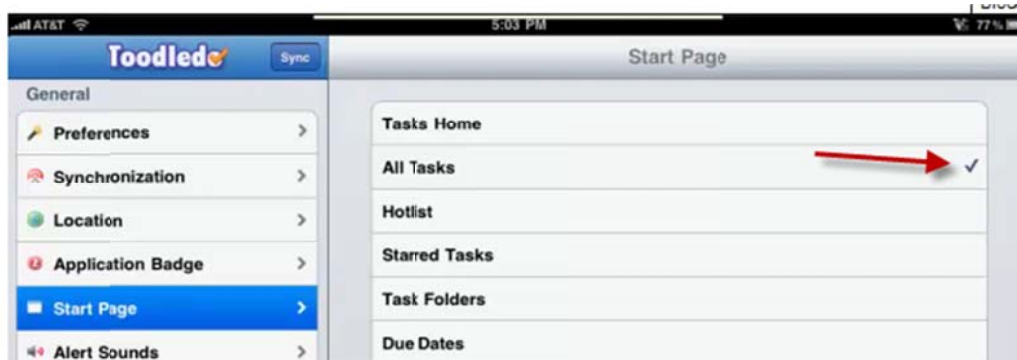 AT&T 5:03 PM 77%
Toodledo Sync
Start Page
General
Preferences
Synchronization
Location
Application Badge
Start Page
Alert Sounds
Tasks Home
All Tasks
Hotlist
Starred Tasks
Task Folders
Due Dates